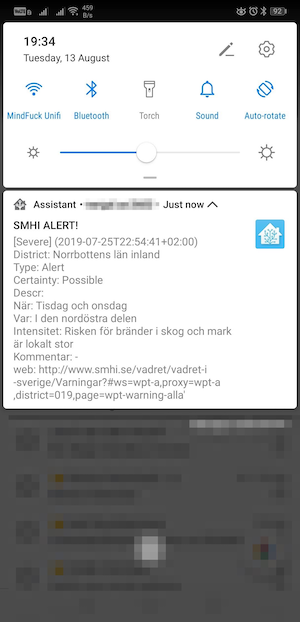 459
B/s
92
19:34
Tuesday, 13 August
MindFuck Unifi
Bluetooth
Torch
Sound
Auto-rotate
Assistant •
• Just now
SMHI ALERT!
[Severe] (2019-07-25T22:54:41+02:00)
District: Norrbottens län inland
Type: Alert
Certainty: Possible
Descr:
När: Tisdag och onsdag
Var: I den nordöstra delen
Intensitet: Risken för bränder i skog och mark
är lokalt stor
Kommentar: -
web: http://www.smhi.se/vadret/vadret-i
-sverige/Varningar?#ws=wpt-a,proxy=wpt-a
,district=019,page=wpt-warning-alla'